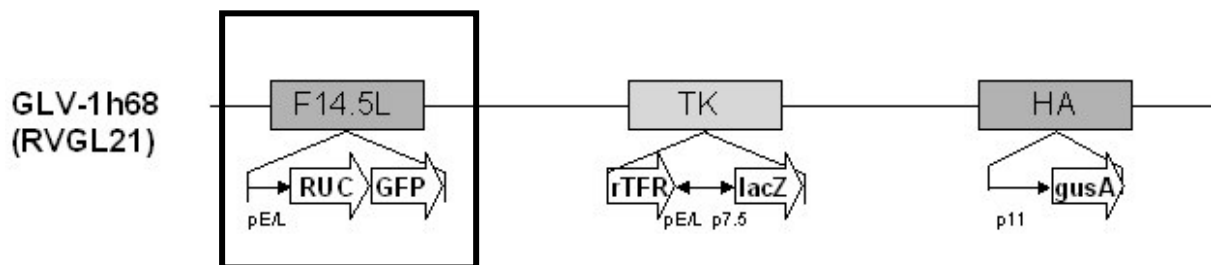 GLV-1h68
(RVGL21)
F14.5L TK HA
RUC GFP rTFR lacZ gusA
pE/L pE/L p7.5 p11